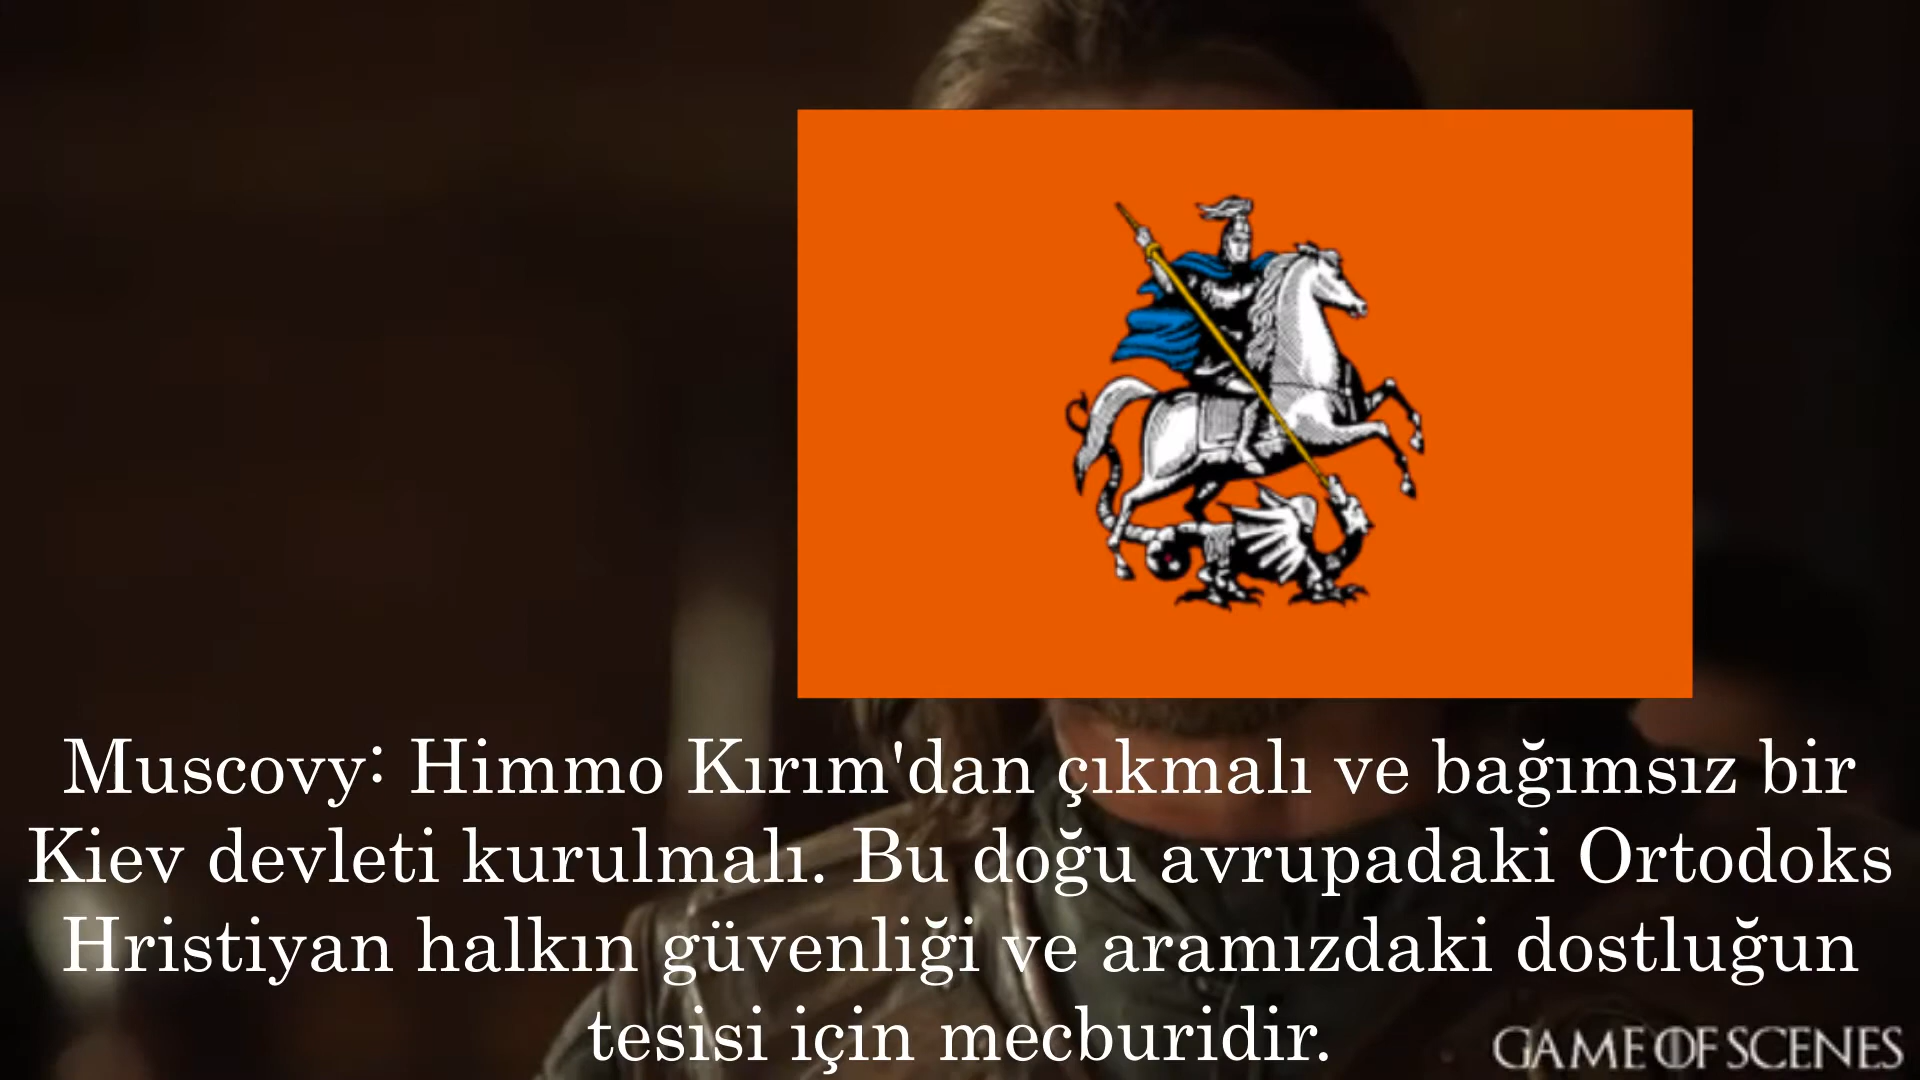 Muscovy: Himmo Kırım'dan çıkmalı ve bağımsız bir
Kiev devleti kurulmalı. Bu doğu avrupadaki Ortodoks
Hristiyan halkın güvenliği ve aramızdaki dostluğun
tesisi için mecburidir.
GAME OF SCENES